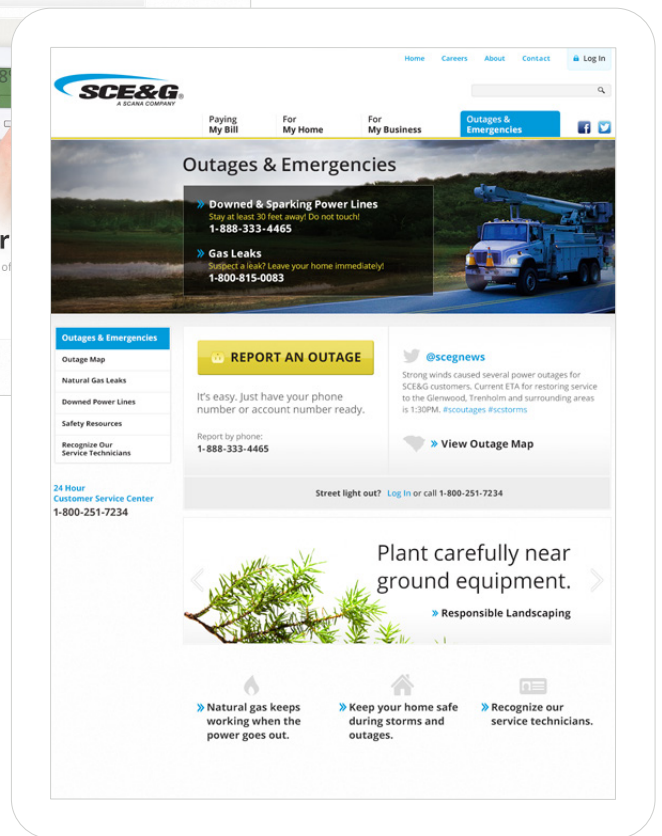 Home Careers About Contact Log In
SCE&G®
A SCANA COMPANY
Paying
My Bill
For
My Home
For
My Business
Outages &
Emergencies
Outages & Emergencies
» Downed & Sparking Power Lines
Stay at least 30 feet away! Do not touch!
1-888-333-4465
» Gas Leaks
Suspect a leak? Leave your home immediately!
1-800-815-0083
Outages & Emergencies
Outage Map
Natural Gas Leaks
Downed Power Lines
Safety Resources
Recognize Our
Service Technicians
24 Hour
Customer Service Center
1-800-251-7234
REPORT AN OUTAGE
It's easy. Just have your phone
number or account number ready.
Report by phone:
1-888-333-4465
@scegnews
Strong winds caused several power outages for
SCE&G customers. Current ETA for restoring service
to the Glenwood, Trenholm and surrounding areas
is 1:30PM. #scoutages #scstorms
» View Outage Map
Street light out? Log In or call 1-800-251-7234
Plant carefully near
ground equipment.
» Responsible Landscaping
» Natural gas keeps
working when the
power goes out.
» Keep your home safe
during storms and
outages.
» Recognize our
service technicians.
r
of